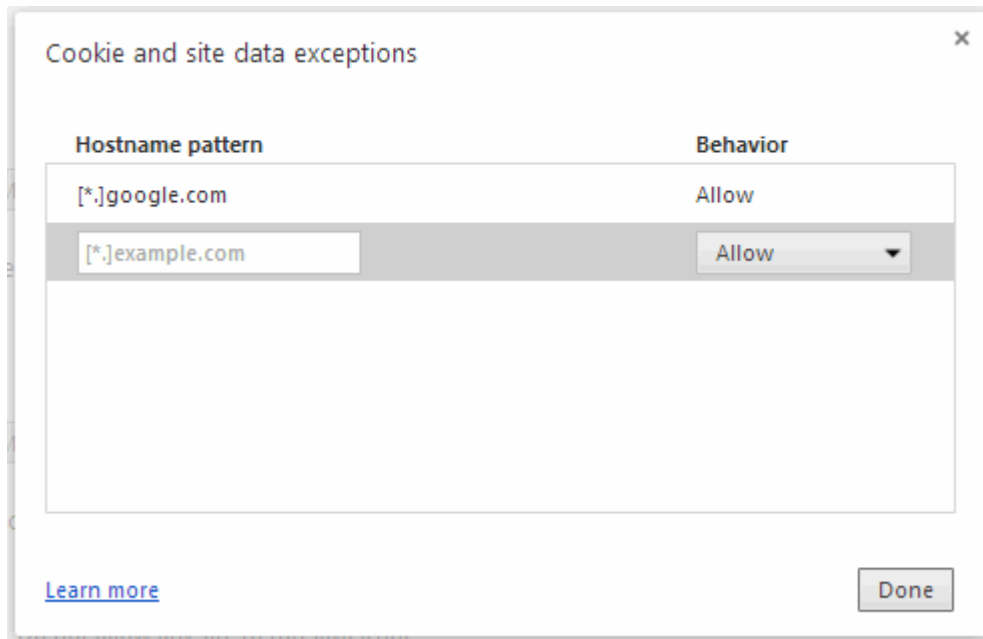 Cookie and site data exceptions
Hostname pattern Behavior
[*.]google.com Allow
[*.]example.com Allow
Learn more Done